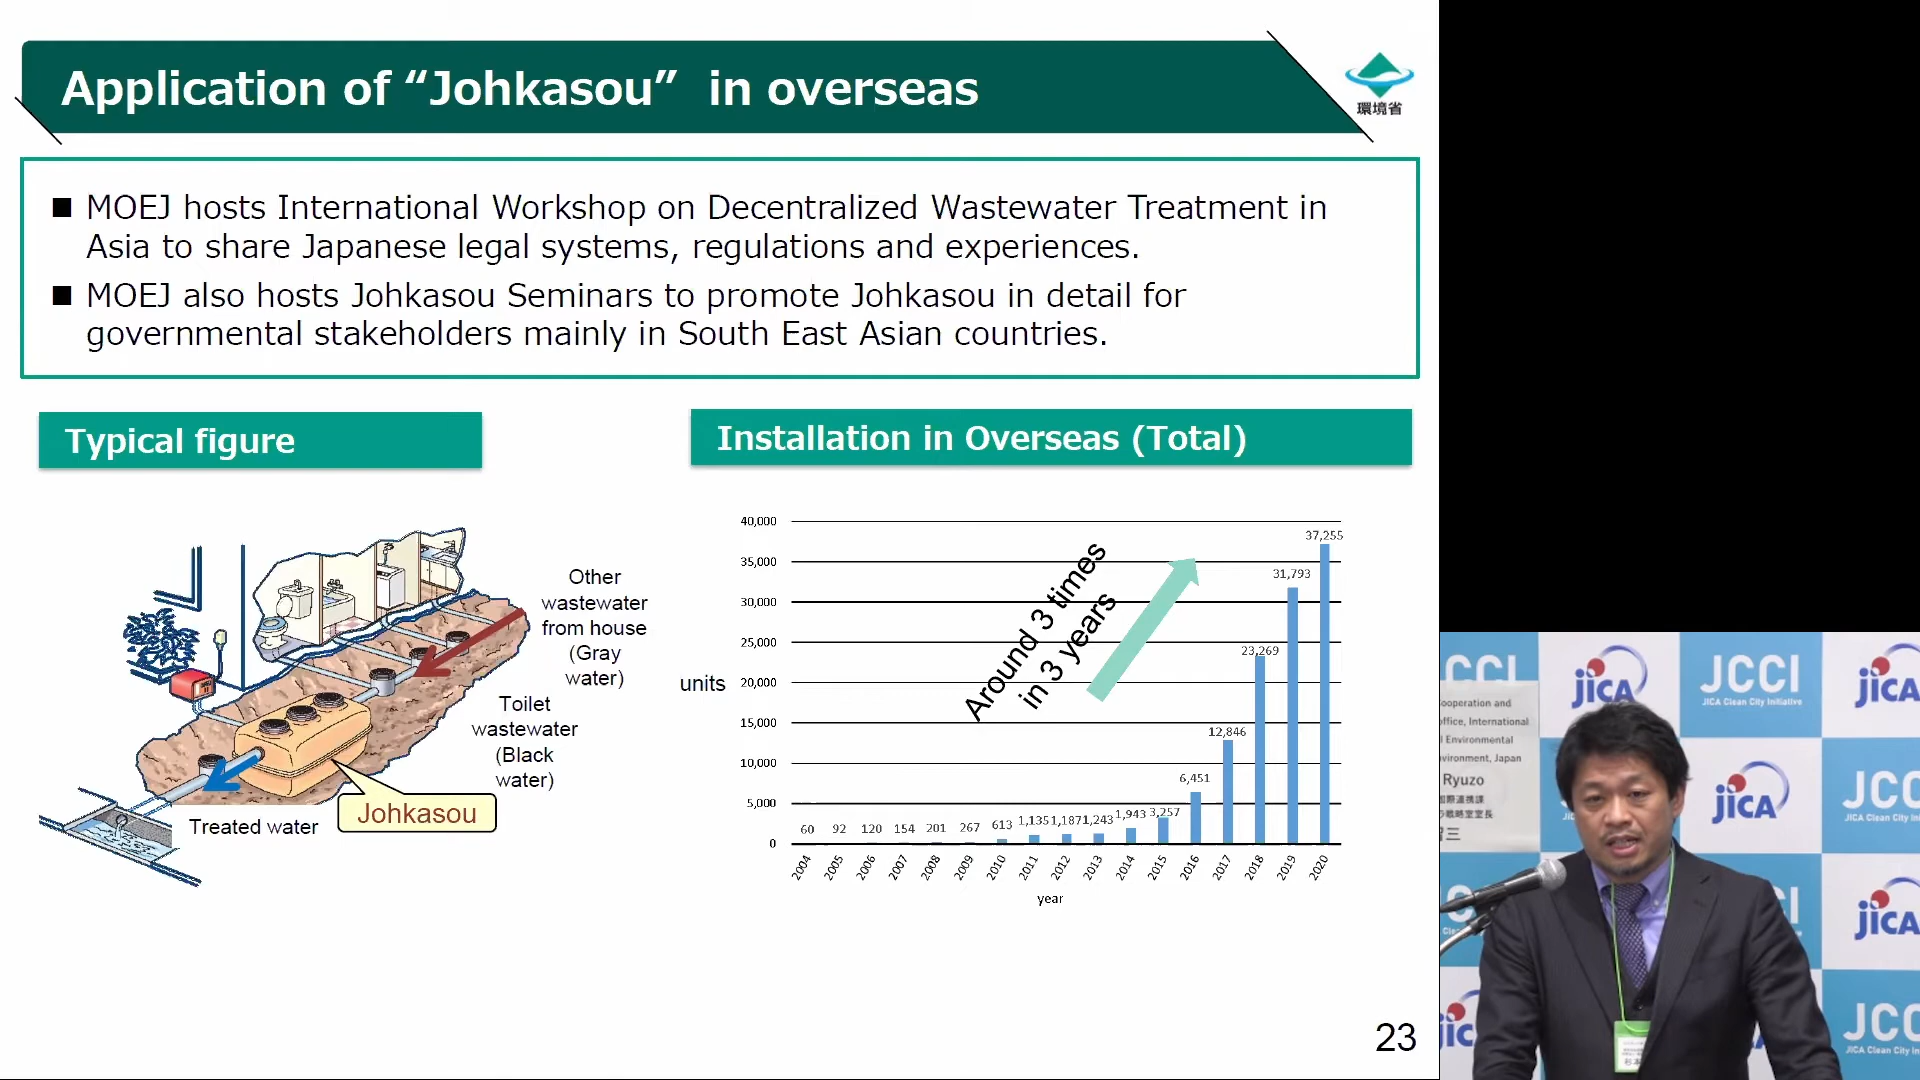 Application of “Johkasou” in overseas
環境省
■ MOEJ hosts International Workshop on Decentralized Wastewater Treatment in
Asia to share Japanese legal systems, regulations and experiences.
■ MOEJ also hosts Johkasou Seminars to promote Johkasou in detail for
governmental stakeholders mainly in South East Asian countries.
Typical figure
Other
wastewater
from house
(Gray
water)
Toilet
wastewater
(Black
water)
Johkasou
Treated water
Installation in Overseas (Total)
units
40,000
35,000
30,000
25,000
20,000
15,000
10,000
5,000
0
Around 3 times
in 3 years
60 92 120 154 201 267 613 1,135 1,187 1,243 1,943 3,257 6,451 12,846 23,269 31,793 37,255
2004 2005 2006 2007 2008 2009 2010 2011 2012 2013 2014 2015 2016 2017 2018 2019 2020
year
23
JCCI
JICA
JCCI
JICA Clean City Initiative
JICA
ooperation and
ffice, International
l Environmental
vironment, Japan
Ryuzo
国際連携課
戦略室室長
三
JICA
JCC
JICA Clean City In
JICA
JCC
JICA Clean City In